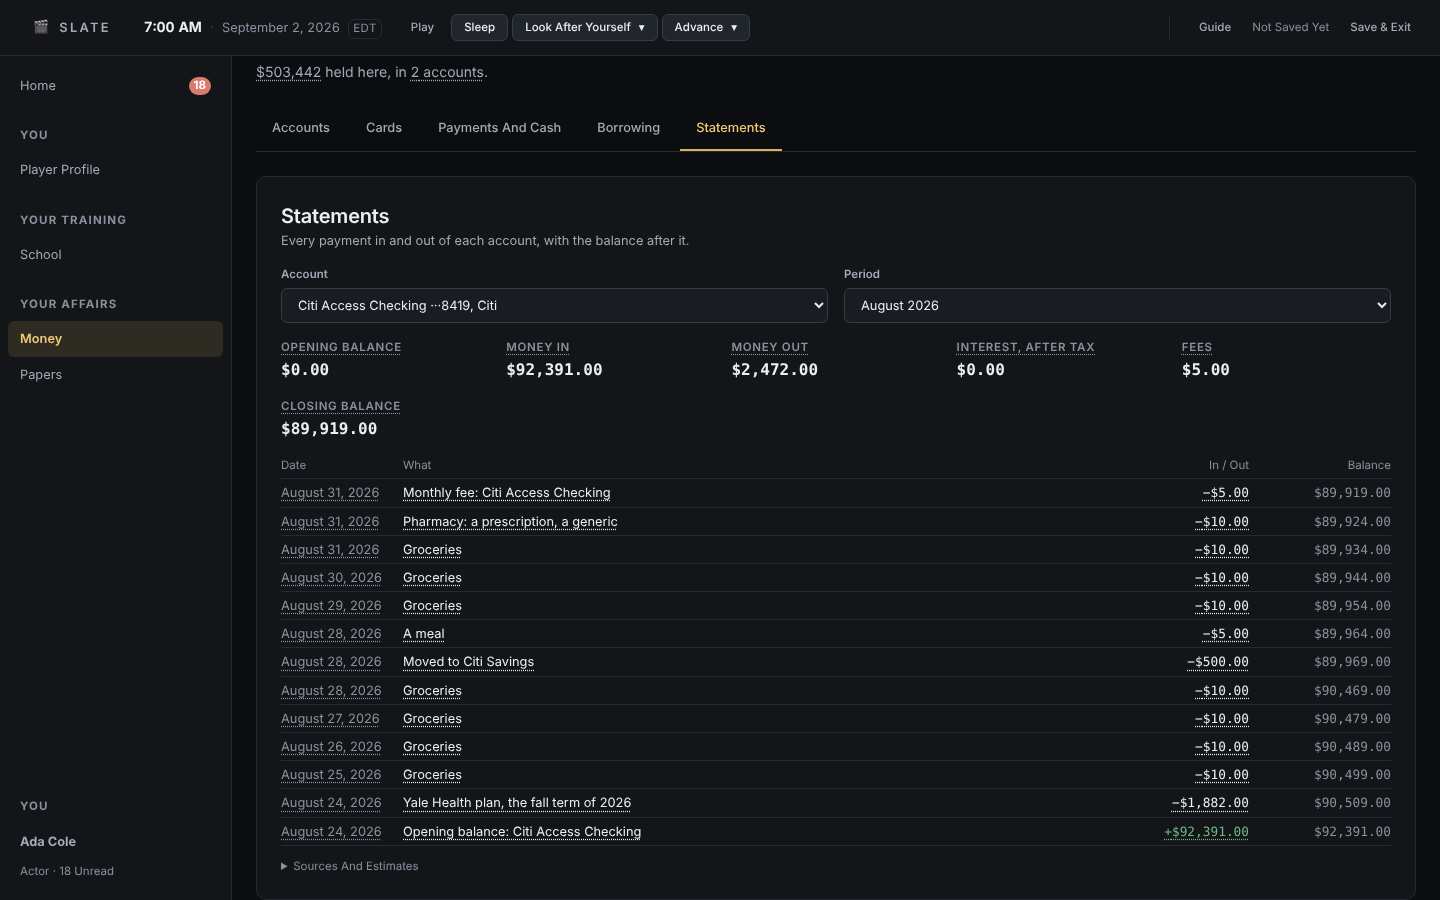 SLATE
7:00 AM · September 2, 2026 EDT
Play
Sleep
Look After Yourself ▾
Advance ▾
Guide
Not Saved Yet
Save & Exit
Home 18
YOU
Player Profile
YOUR TRAINING
School
YOUR AFFAIRS
Money
Papers
YOU
Ada Cole
Actor · 18 Unread
$503,442 held here, in 2 accounts.
Accounts Cards Payments And Cash Borrowing Statements
Statements
Every payment in and out of each account, with the balance after it.
Account Period
Citi Access Checking ···8419, Citi August 2026
OPENING BALANCE MONEY IN MONEY OUT INTEREST, AFTER TAX FEES
$0.00 $92,391.00 $2,472.00 $0.00 $5.00
CLOSING BALANCE
$89,919.00
Date What In / Out Balance
August 31, 2026 Monthly fee: Citi Access Checking −$5.00 $89,919.00
August 31, 2026 Pharmacy: a prescription, a generic −$10.00 $89,924.00
August 31, 2026 Groceries −$10.00 $89,934.00
August 30, 2026 Groceries −$10.00 $89,944.00
August 29, 2026 Groceries −$10.00 $89,954.00
August 28, 2026 A meal −$5.00 $89,964.00
August 28, 2026 Moved to Citi Savings −$500.00 $89,969.00
August 28, 2026 Groceries −$10.00 $90,469.00
August 27, 2026 Groceries −$10.00 $90,479.00
August 26, 2026 Groceries −$10.00 $90,489.00
August 25, 2026 Groceries −$10.00 $90,499.00
August 24, 2026 Yale Health plan, the fall term of 2026 −$1,882.00 $90,509.00
August 24, 2026 Opening balance: Citi Access Checking +$92,391.00 $92,391.00
▶ Sources And Estimates